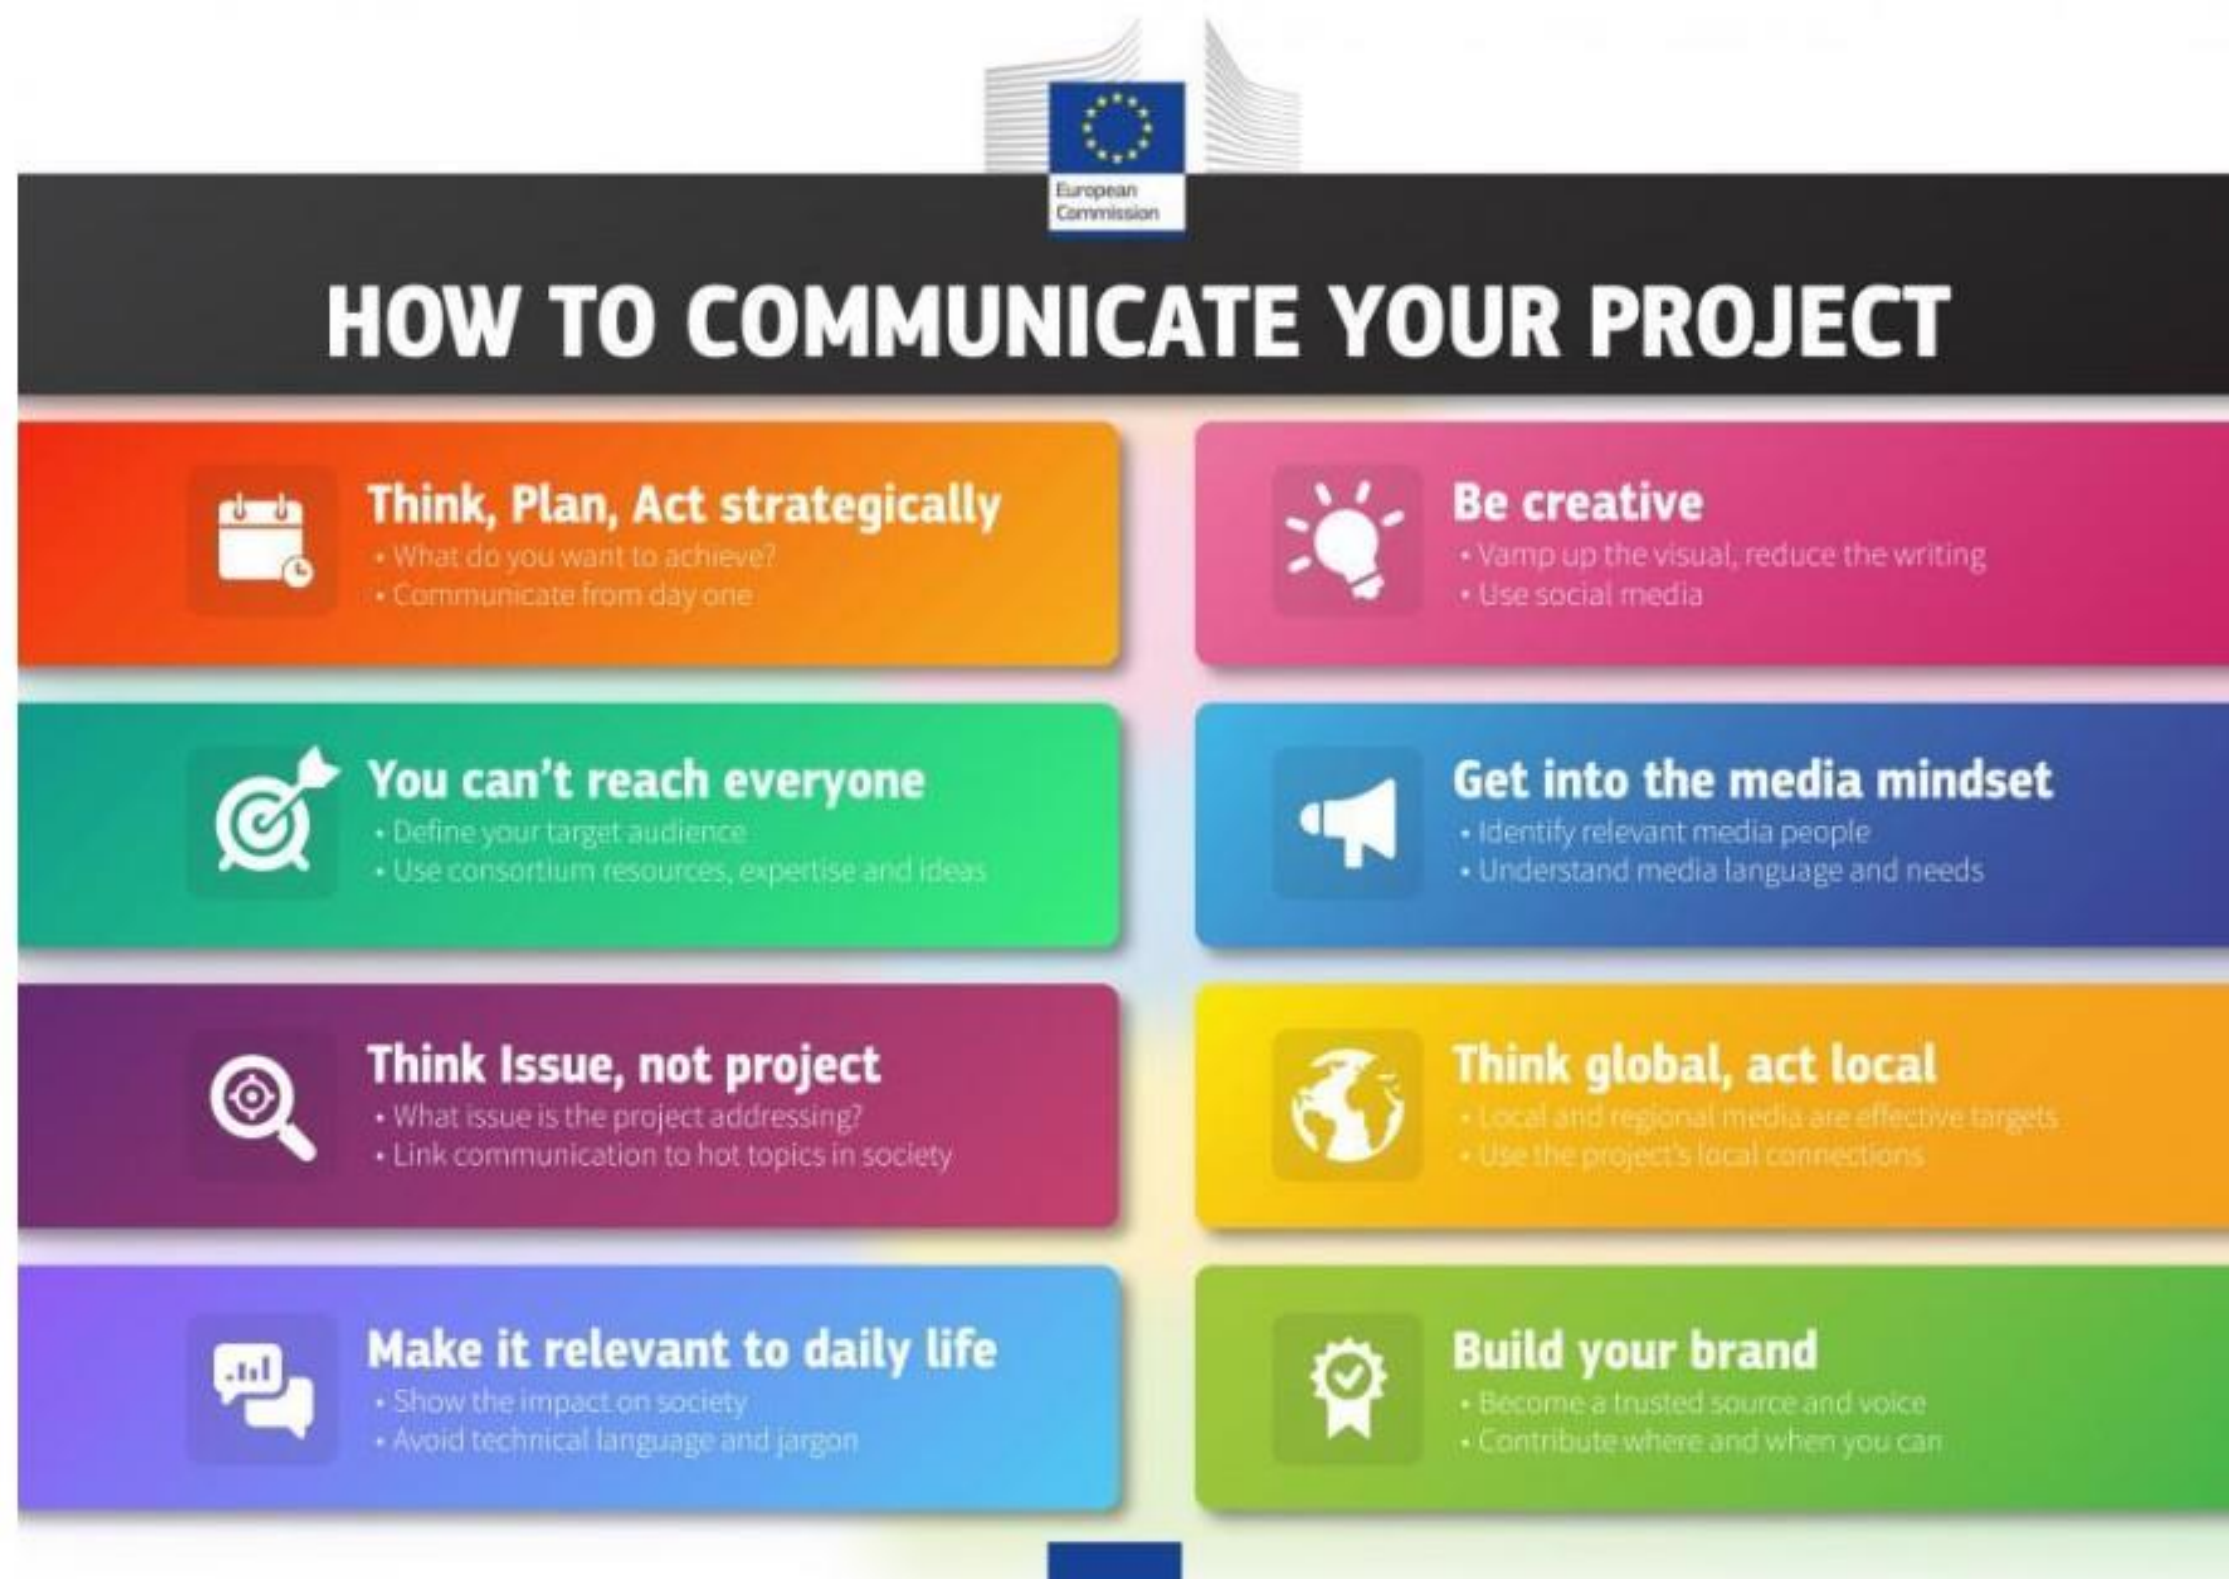 European
Commission
HOW TO COMMUNICATE YOUR PROJECT
Think, Plan, Act strategically
• What do you want to achieve?
• Communicate from day one
Be creative
• Vamp up the visual, reduce the writing
• Use social media
You can't reach everyone
• Define your target audience
• Use consortium resources, expertise and ideas
Get into the media mindset
• Identify relevant media people
• Understand media language and needs
Think Issue, not project
• What issue is the project addressing?
• Link communication to hot topics in society
Think global, act local
• Local and regional media are effective targets
• Use the project's local connections
Make it relevant to daily life
• Show the impact on society
• Avoid technical language and jargon
Build your brand
• Become a trusted source and voice
• Contribute where and when you can